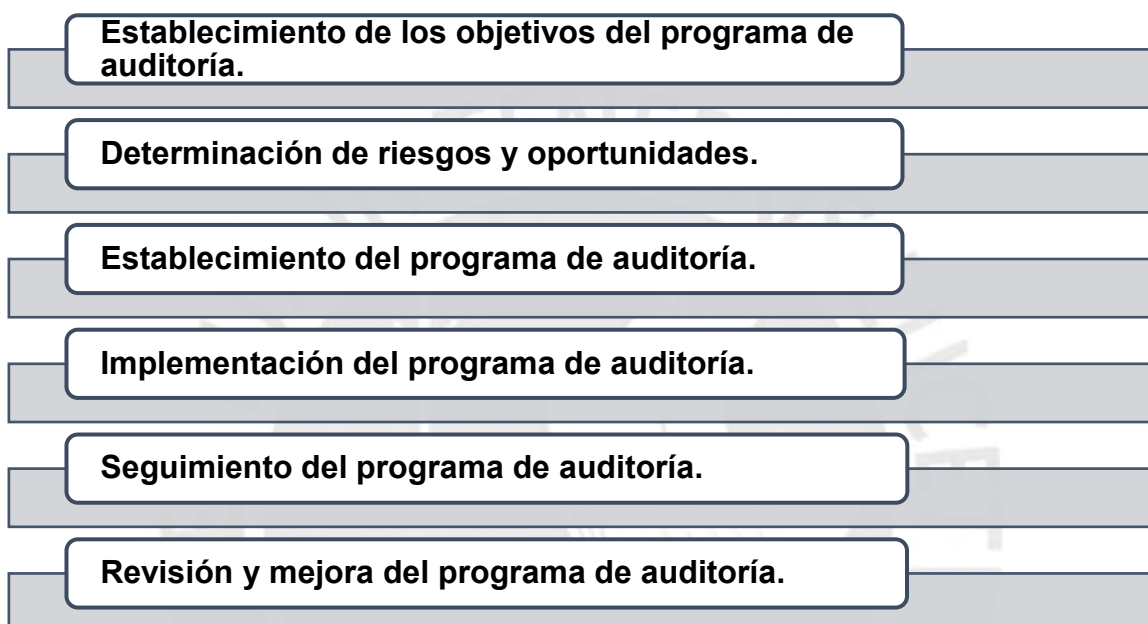 Establecimiento de los objetivos del programa de
auditoría.
Determinación de riesgos y oportunidades.
Establecimiento del programa de auditoría.
Implementación del programa de auditoría.
Seguimiento del programa de auditoría.
Revisión y mejora del programa de auditoría.